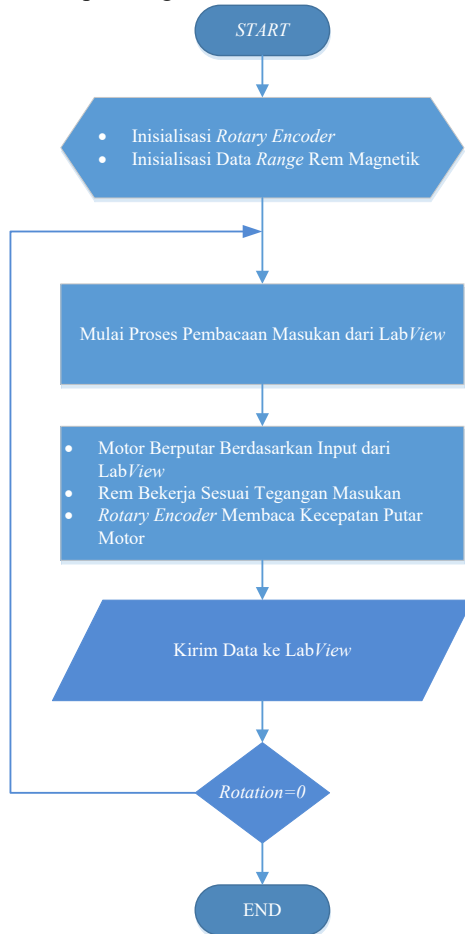 START
• Inisialisasi Rotary Encoder
• Inisialisasi Data Range Rem Magnetik
Mulai Proses Pembacaan Masukan dari LabView
• Motor Berputar Berdasarkan Input dari
LabView
• Rem Bekerja Sesuai Tegangan Masukan
• Rotary Encoder Membaca Kecepatan Putar
Motor
Kirim Data ke LabView
Rotation=0
END